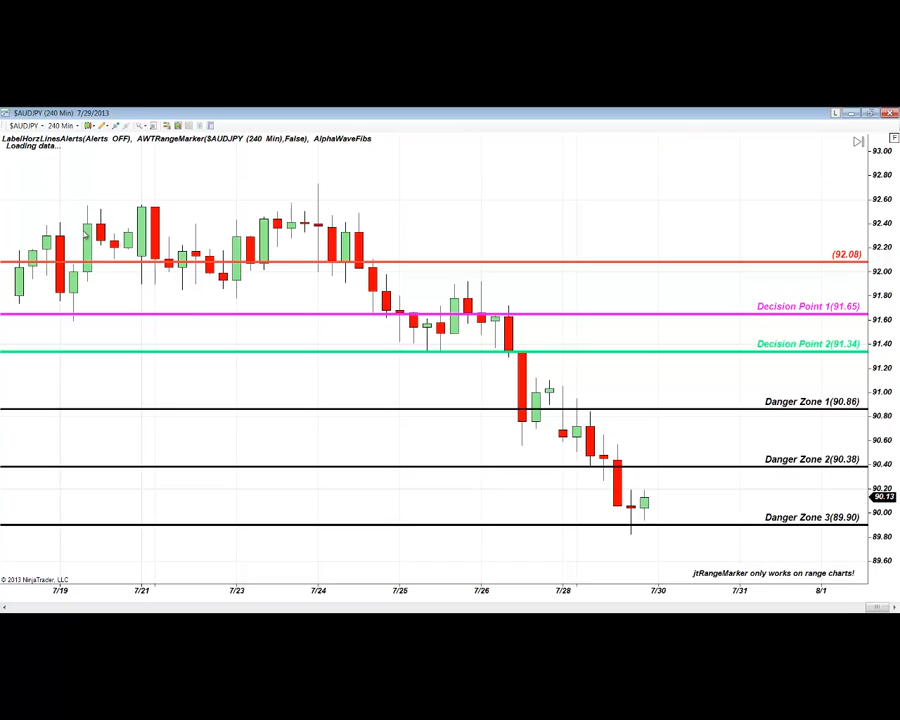 $AUDJPY (240 Min) 7/29/2013
L
$AUDJPY 240 Min
LabelHorzLinesAlerts(Alerts OFF), AWTRangeMarker($AUDJPY (240 Min),False), AlphaWaveFibs
F
Loading data...
93.00
92.80
92.60
92.40
(92.08)
92.20
92.00
91.80
Decision Point 1(91.65)
91.60
Decision Point 2(91.34)
91.40
91.20
91.00
Danger Zone 1(90.86)
90.80
90.60
Danger Zone 2(90.38)
90.40
90.20
90.13
90.00
Danger Zone 3(89.90)
89.80
89.60
jtRangeMarker only works on range charts!
© 2013 NinjaTrader, LLC
7/19 7/21 7/23 7/24 7/25 7/26 7/28 7/30 7/31 8/1